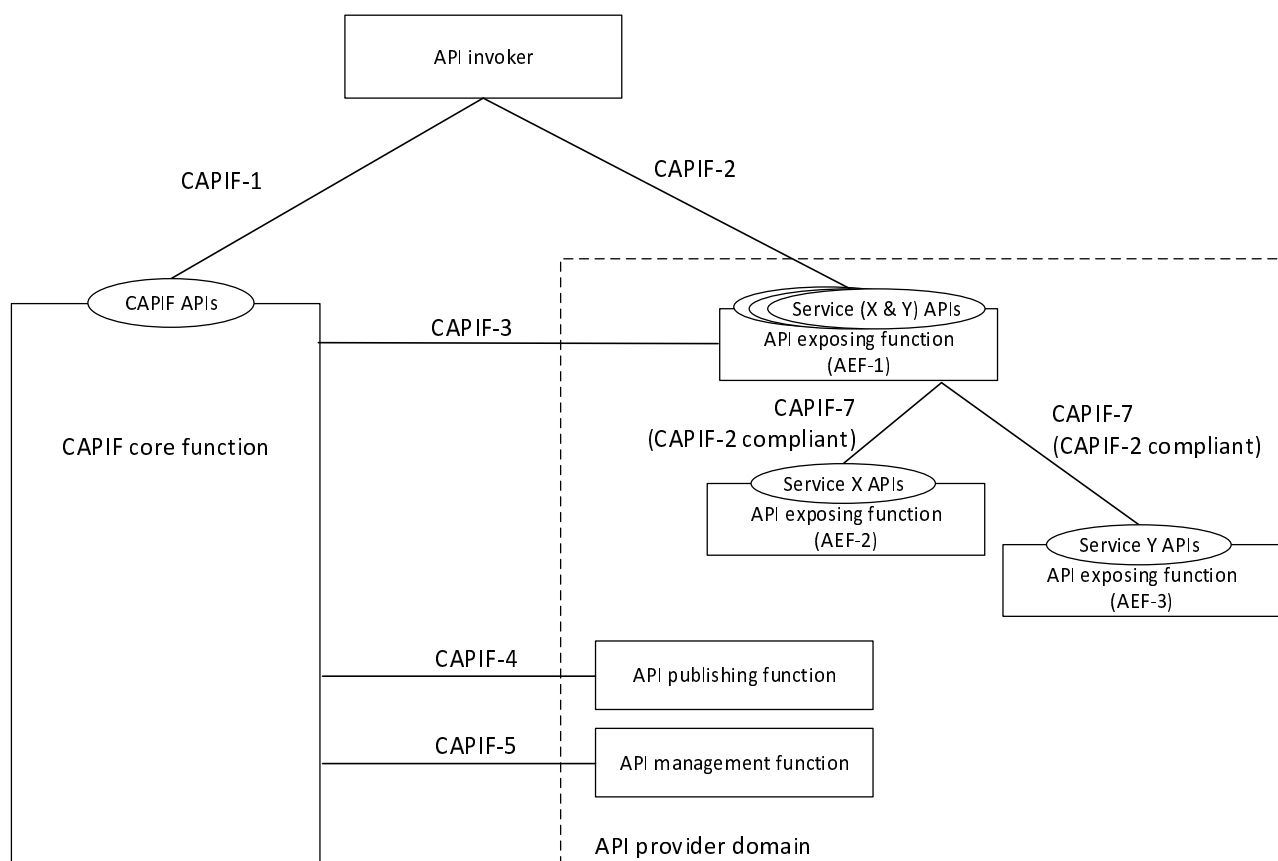 API invoker
CAPIF-1
CAPIF-2
CAPIF APIs
Service (X & Y) APIs
CAPIF-3
API exposing function
(AEF-1)
CAPIF-7
(CAPIF-2 compliant)
CAPIF-7
(CAPIF-2 compliant)
CAPIF core function
Service X APIs
API exposing function
(AEF-2)
Service Y APIs
API exposing function
(AEF-3)
CAPIF-4
API publishing function
CAPIF-5
API management function
API provider domain